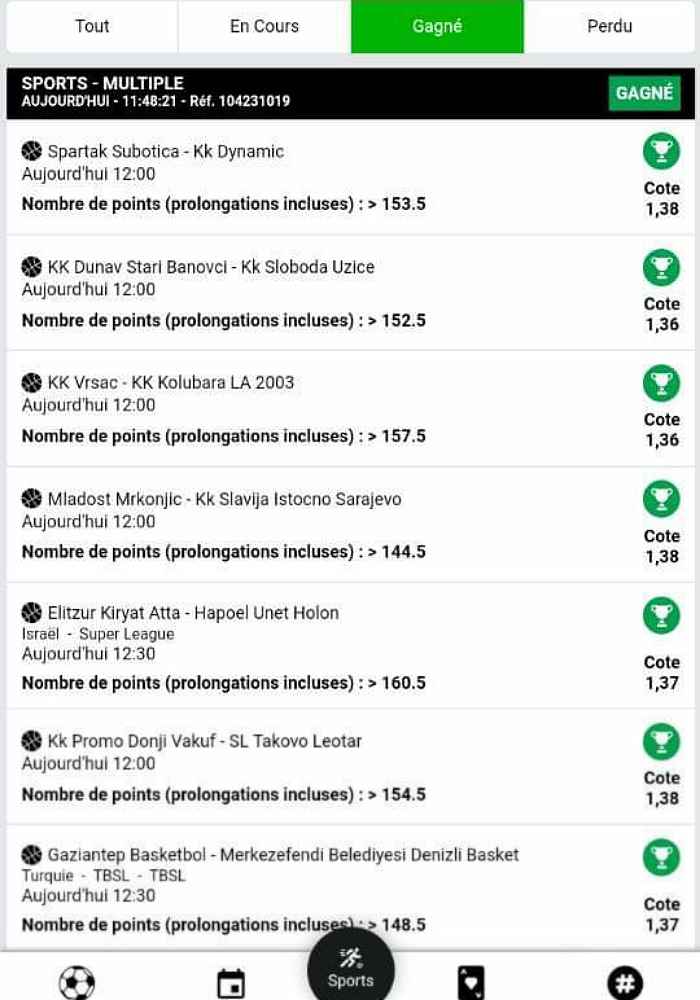 Tout
En Cours
Gagné
Perdu
SPORTS - MULTIPLE
AUJOURD'HUI - 11:48:21 - Réf. 104231019
GAGNÉ
Spartak Subotica - Kk Dynamic
Aujourd'hui 12:00
Nombre de points (prolongations incluses) : > 153.5
Cote
1,38
KK Dunav Stari Banovci - Kk Sloboda Uzice
Aujourd'hui 12:00
Nombre de points (prolongations incluses) : > 152.5
Cote
1,36
KK Vrsac - KK Kolubara LA 2003
Aujourd'hui 12:00
Nombre de points (prolongations incluses) : > 157.5
Cote
1,36
Mladost Mrkonjic - Kk Slavija Istocno Sarajevo
Aujourd'hui 12:00
Nombre de points (prolongations incluses) : > 144.5
Cote
1,38
Elitzur Kiryat Atta - Hapoel Unet Holon
Israël - Super League
Aujourd'hui 12:30
Nombre de points (prolongations incluses) : > 160.5
Cote
1,37
Kk Promo Donji Vakuf - SL Takovo Leotar
Aujourd'hui 12:00
Nombre de points (prolongations incluses) : > 154.5
Cote
1,38
Gaziantep Basketbol - Merkezefendi Belediyesi Denizli Basket
Turquie - TBSL - TBSL
Aujourd'hui 12:30
Nombre de points (prolongations incluses) : > 148.5
Cote
1,37
Sports